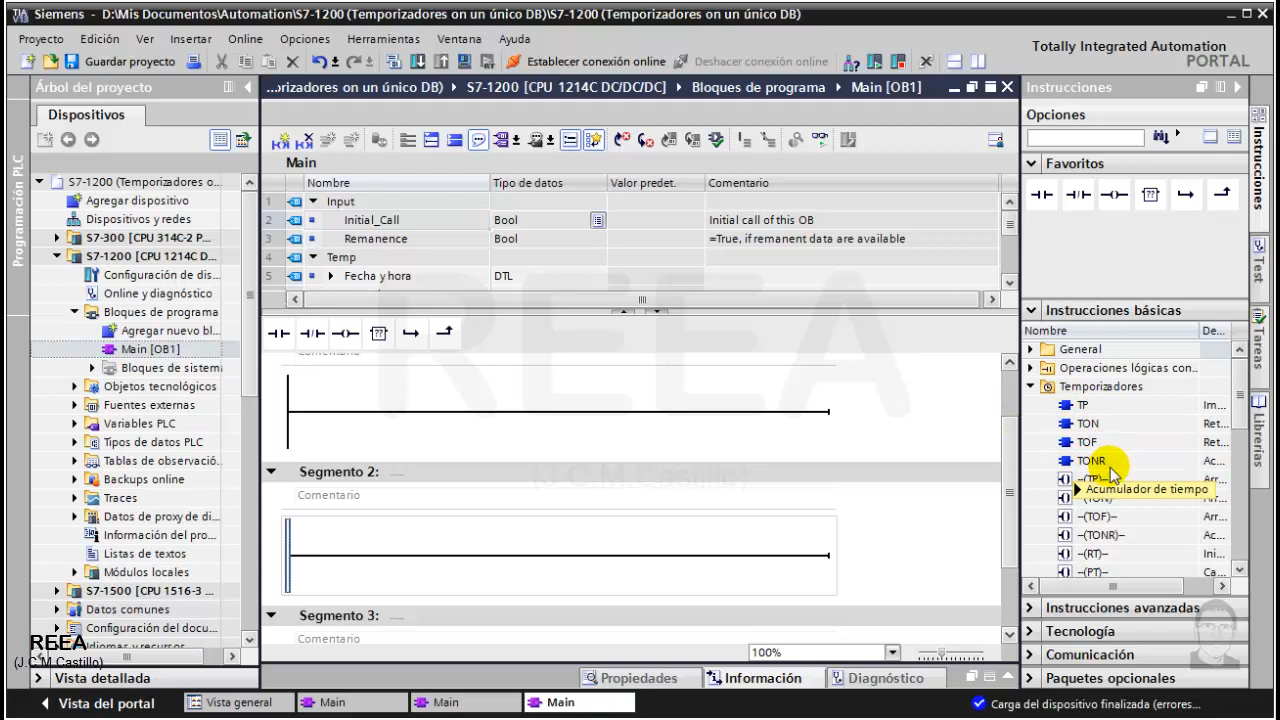 Siemens - D:\Mis Documentos\Automation\S7-1200 (Temporizadores on un único DB)\S7-1200 (Temporizadores on un único DB)
Proyecto Edición Ver Insertar Online Opciones Herramientas Ventana Ayuda
Totally Integrated Automation
PORTAL
Guardar proyecto
Establecer conexión online
Deshacer conexión online
Árbol del proyecto
...orizadores on un único DB) S7-1200 [CPU 1214C DC/DC/DC] Bloques de programa Main [OB1]
Instrucciones
Dispositivos
Opciones
Programación PLC
S7-1200 (Temporizadores o...
Agregar dispositivo
Dispositivos y redes
S7-300 [CPU 314C-2 P...
S7-1200 [CPU 1214C D...
Configuración de dis...
Online y diagnóstico
Bloques de programa
Agregar nuevo bl...
Main [OB1]
Bloques de sistem
Objetos tecnológicos
Fuentes externas
Variables PLC
Tipos de datos PLC
Tablas de observació...
Backups online
Traces
Datos de proxy de di...
Información del pro...
Listas de textos
Módulos locales
S7-1500 [CPU 1516-3 ...
Datos comunes
Configuración del docu...
REEA
(J.C.M.Castillo)
Vista detallada
Main
Nombre Tipo de datos Valor predet. Comentario
1 Input
2 Initial_Call Bool Initial call of this OB
3 Remanence Bool =True, if remanent data are available
4 Temp
5 Fecha y hora DTL
REEA
(J.C.M.Castillo)
Comentario
Segmento 2:
Comentario
Segmento 3:
Comentario
100%
Propiedades Información Diagnóstico
Favoritos
Instrucciones básicas
Nombre De...
General
Operaciones lógicas con...
Temporizadores
TP Im...
TON Ret...
TOF Ret...
TONR Ac...
–(TP)– Arr...
Acumulador de tiempo
–(TON)–
–(TOF)– Arr...
–(TONR)– Ac...
–(RT)– Ini...
–(PT)– Ca...
Instrucciones avanzadas
Tecnología
Comunicación
Paquetes opcionales
Instrucciones
Test
Tareas
Librerías
Vista del portal Vista general Main Main Main
Carga del dispositivo finalizada (errores...